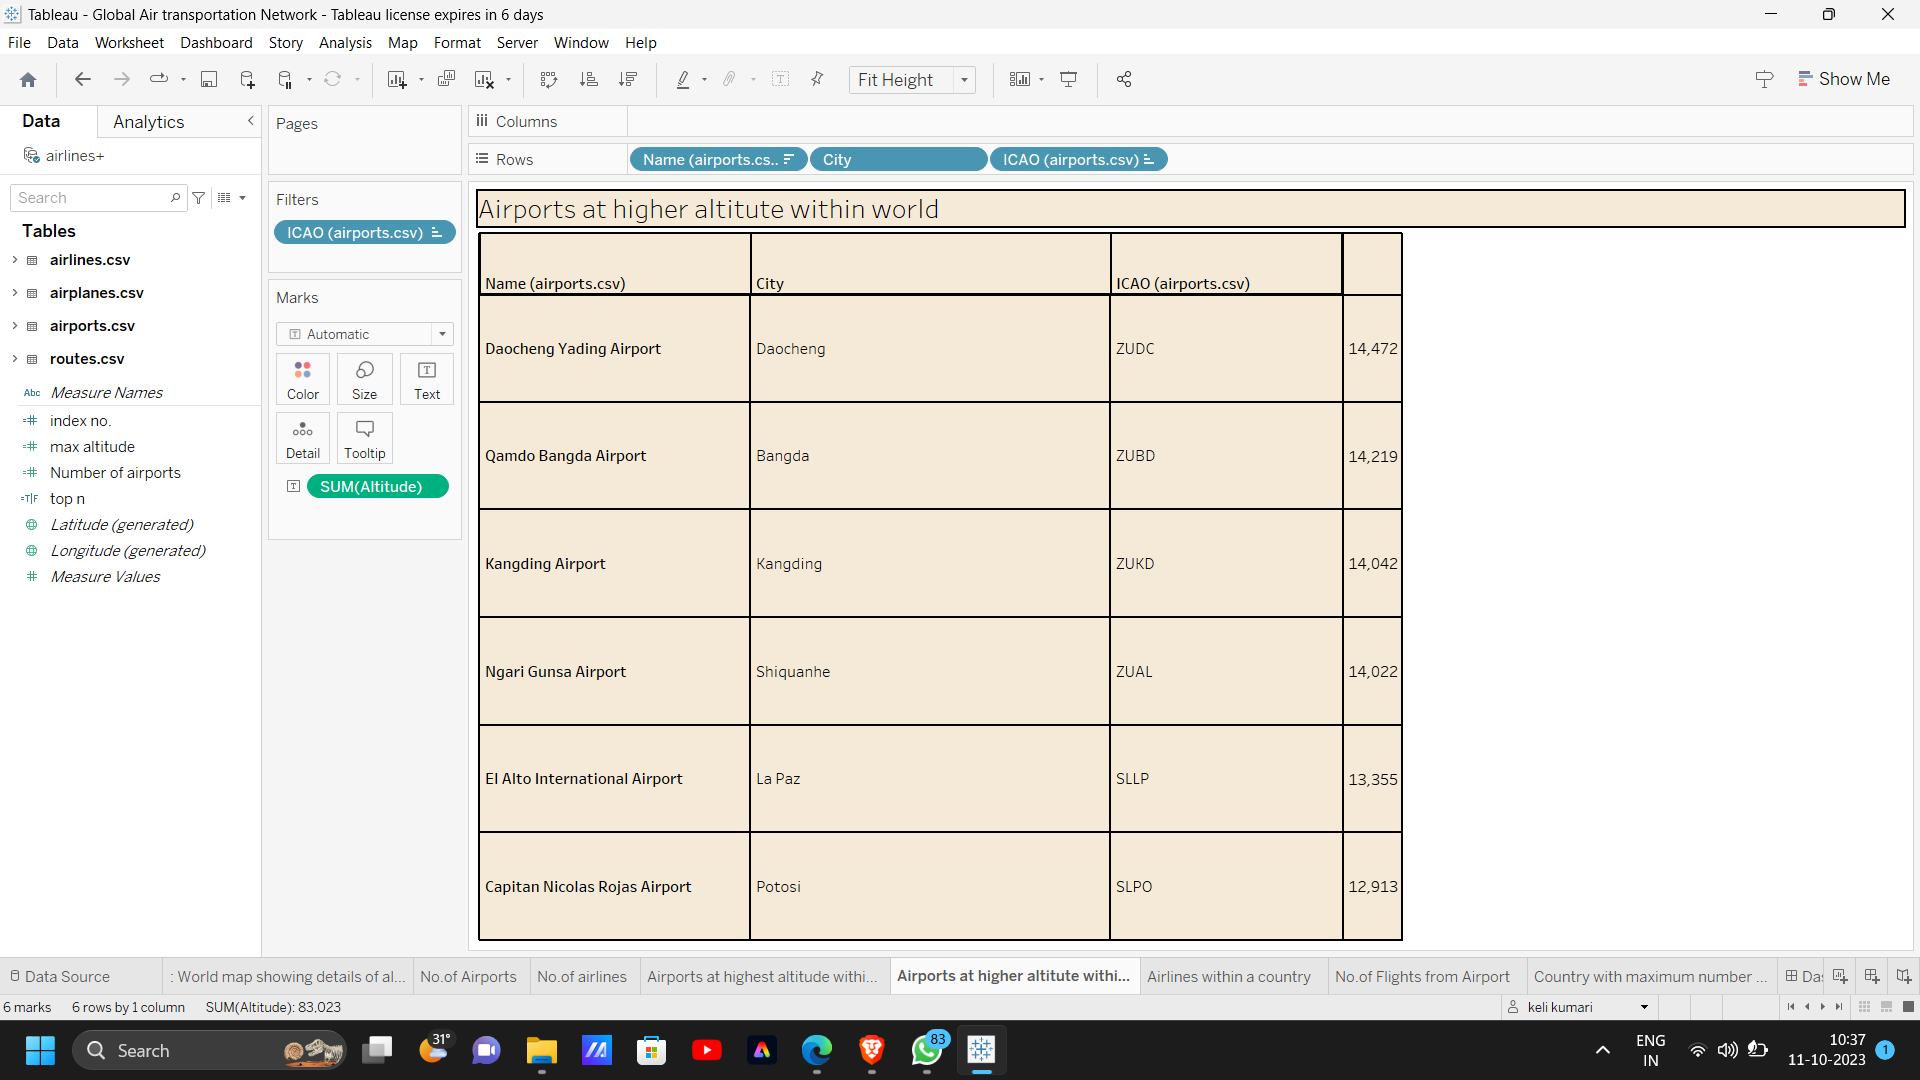 Tableau - Global Air transportation Network - Tableau license expires in 6 days
File Data Worksheet Dashboard Story Analysis Map Format Server Window Help
Fit Height
Show Me
Data Analytics
airlines+
Search
Tables
airlines.csv
airplanes.csv
airports.csv
routes.csv
Abc Measure Names
index no.
max altitude
Number of airports
=T|F top n
Latitude (generated)
Longitude (generated)
Measure Values
Pages
Filters
ICAO (airports.csv)
Marks
Automatic
Color Size Text
Detail Tooltip
SUM(Altitude)
Columns
Rows Name (airports.cs.. City ICAO (airports.csv)
Airports at higher altitute within world
Name (airports.csv) City ICAO (airports.csv)
Daocheng Yading Airport Daocheng ZUDC 14,472
Qamdo Bangda Airport Bangda ZUBD 14,219
Kangding Airport Kangding ZUKD 14,042
Ngari Gunsa Airport Shiquanhe ZUAL 14,022
El Alto International Airport La Paz SLLP 13,355
Capitan Nicolas Rojas Airport Potosi SLPO 12,913
Data Source : World map showing details of al... No.of Airports No.of airlines Airports at highest altitude withi... Airports at higher altitute withi... Airlines within a country No.of Flights from Airport Country with maximum number ... Das
6 marks 6 rows by 1 column SUM(Altitude): 83,023 keli kumari
Search 31° 83 ENG IN 10:37 11-10-2023 1